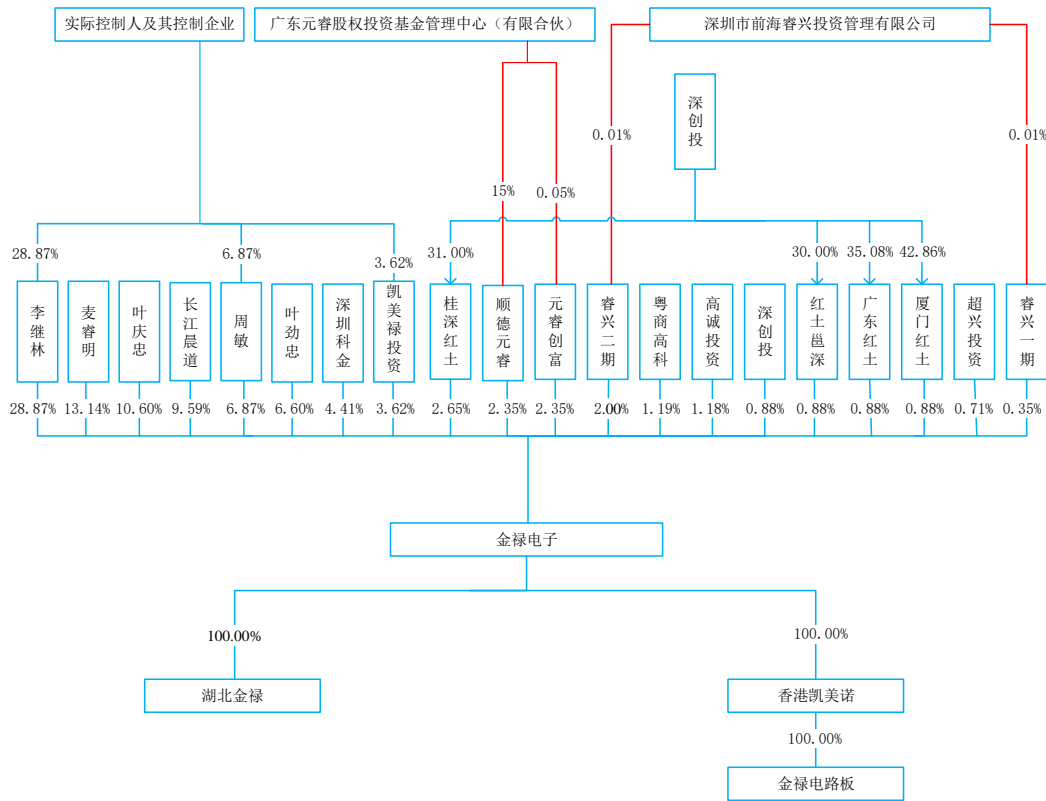 实际控制人及其控制企业
广东元睿股权投资基金管理中心（有限合伙）
深圳市前海睿兴投资管理有限公司
深创投
0.01%
0.01%
15%
0.05%
28.87%
6.87%
3.62%
31.00%
30.00%
35.08%
42.86%
李继林
麦睿明
叶庆忠
长江晨道
周敏
叶劲忠
深圳科金
凯美禄投资
桂深红土
顺德元睿
元睿创富
睿兴二期
粤商高科
高诚投资
深创投
红土邕深
广东红土
厦门红土
超兴投资
睿兴一期
28.87%
13.14%
10.60%
9.59%
6.87%
6.60%
4.41%
3.62%
2.65%
2.35%
2.35%
2.00%
1.19%
1.18%
0.88%
0.88%
0.88%
0.88%
0.71%
0.35%
金禄电子
100.00%
100.00%
湖北金禄
香港凯美诺
100.00%
金禄电路板